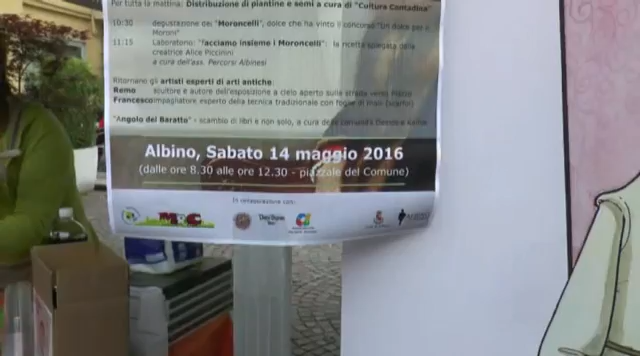 Per tutta la mattina: Distribuzione di piantine e semi a cura di "Cultura Contadina"
10:30 degustazione dei "Moroncelli", dolce che ha vinto il concorso "Un dolce per il
Moroni"
11:15 Laboratorio: "facciamo insieme i Moroncelli": la ricetta spiegata dalla
creatrice Alice Piccinini
a cura dell'ass. Percorsi Albinesi
Ritornano gli artisti esperti di arti antiche:
Remo scultore e autore dell'esposizione a cielo aperto sulla strada verso
Francesco impagliatore esperto della tecnica tradizionale con foglie di mais
"Angolo del Baratto" - scambio di libri e non solo, a cura della comunità
Albino, Sabato 14 maggio 2016
(dalle ore 8.30 alle ore 12.30 - piazzale del Comune)
In collaborazione con: